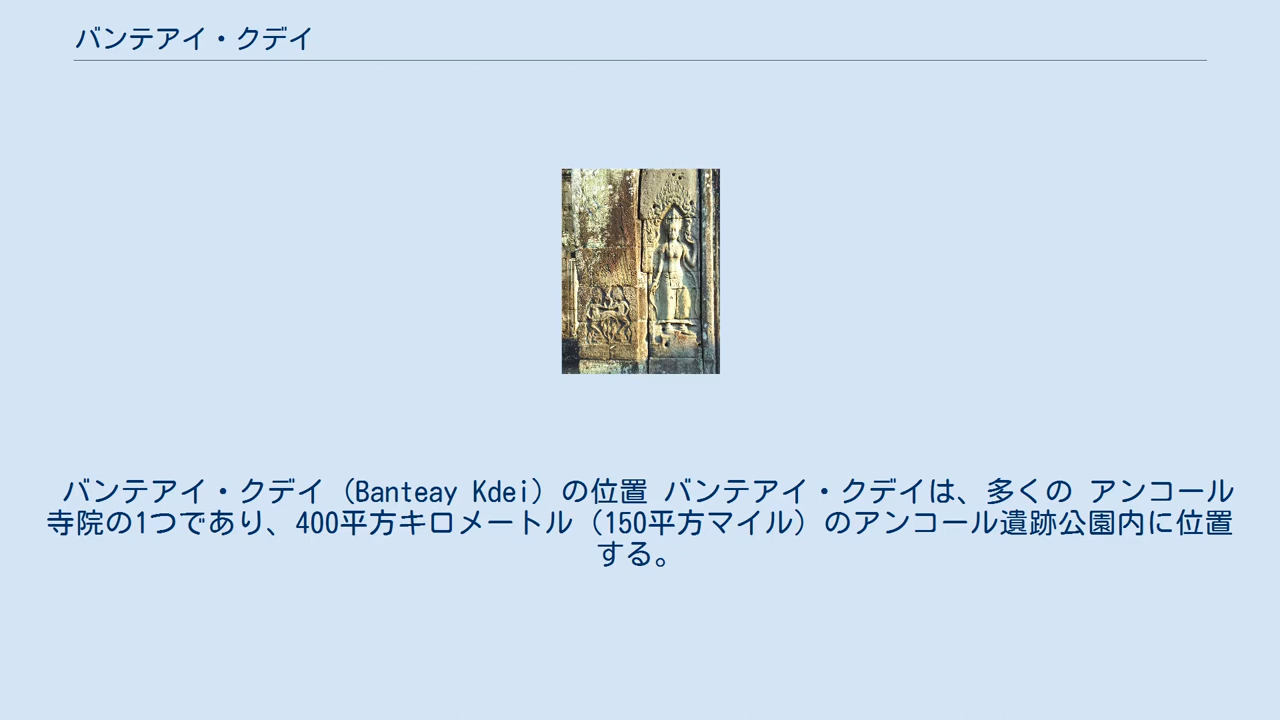 バンテアイ・クデイ
バンテアイ・クデイ（Banteay Kdei）の位置 バンテアイ・クデイは、多くの アンコール
寺院の1つであり、400平方キロメートル（150平方マイル）のアンコール遺跡公園内に位置
する。